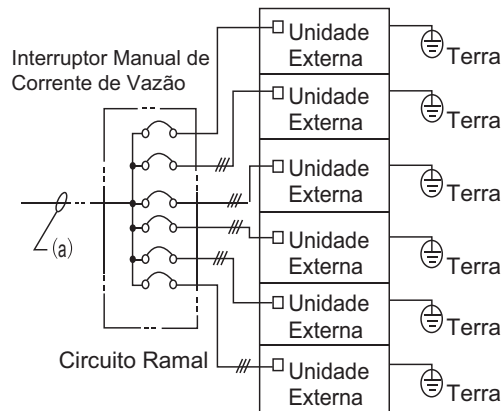 Interruptor Manual de
Corrente de Vazão
(a)
Circuito Ramal
Unidade
Externa
Terra
Unidade
Externa
Terra
Unidade
Externa
Terra
Unidade
Externa
Terra
Unidade
Externa
Terra
Unidade
Externa
Terra